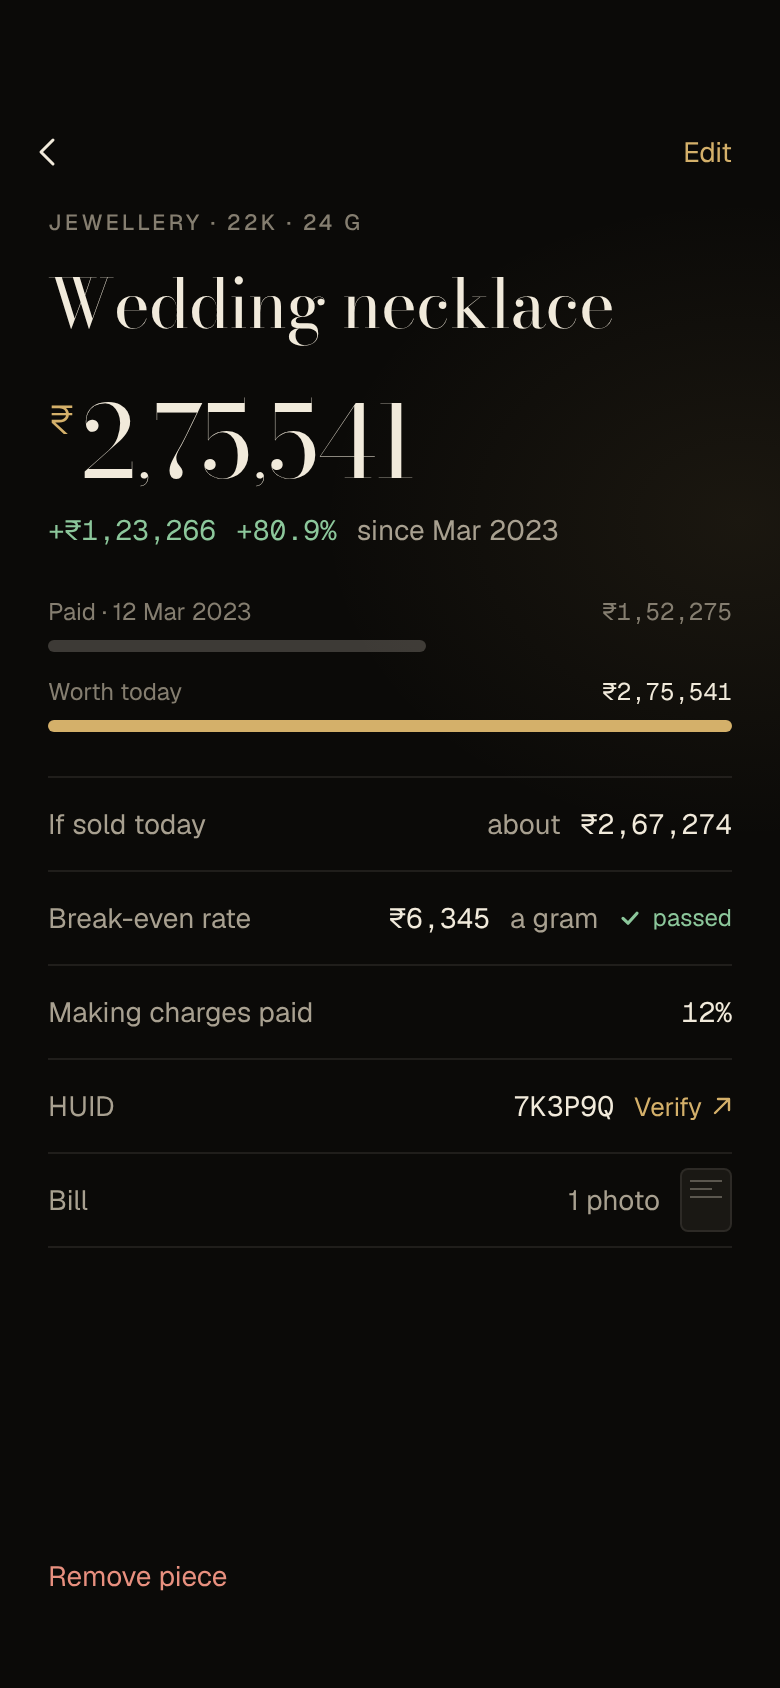 Edit
JEWELLERY · 22K · 24 G
Wedding necklace
₹2,75,541
+₹1,23,266 +80.9% since Mar 2023
Paid · 12 Mar 2023 ₹1,52,275
Worth today ₹2,75,541
If sold today about ₹2,67,274
Break-even rate ₹6,345 a gram ✓ passed
Making charges paid 12%
HUID 7K3P9Q Verify ↗
Bill 1 photo
Remove piece